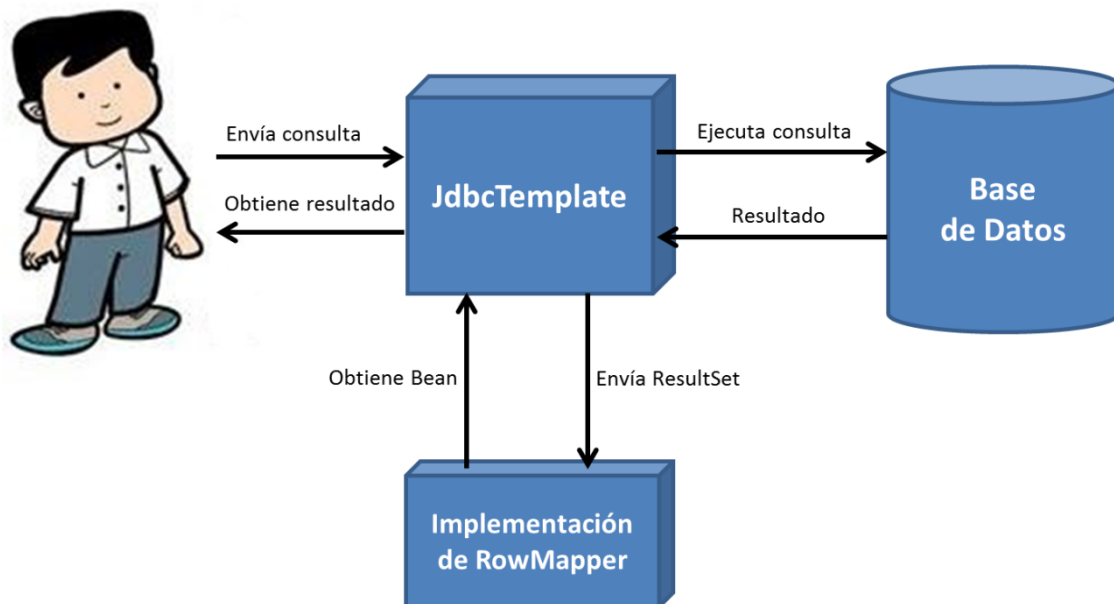 Envía consulta
Ejecuta consulta
JdbcTemplate
Base
de Datos
Obtiene resultado
Resultado
Obtiene Bean
Envía ResultSet
Implementación
de RowMapper